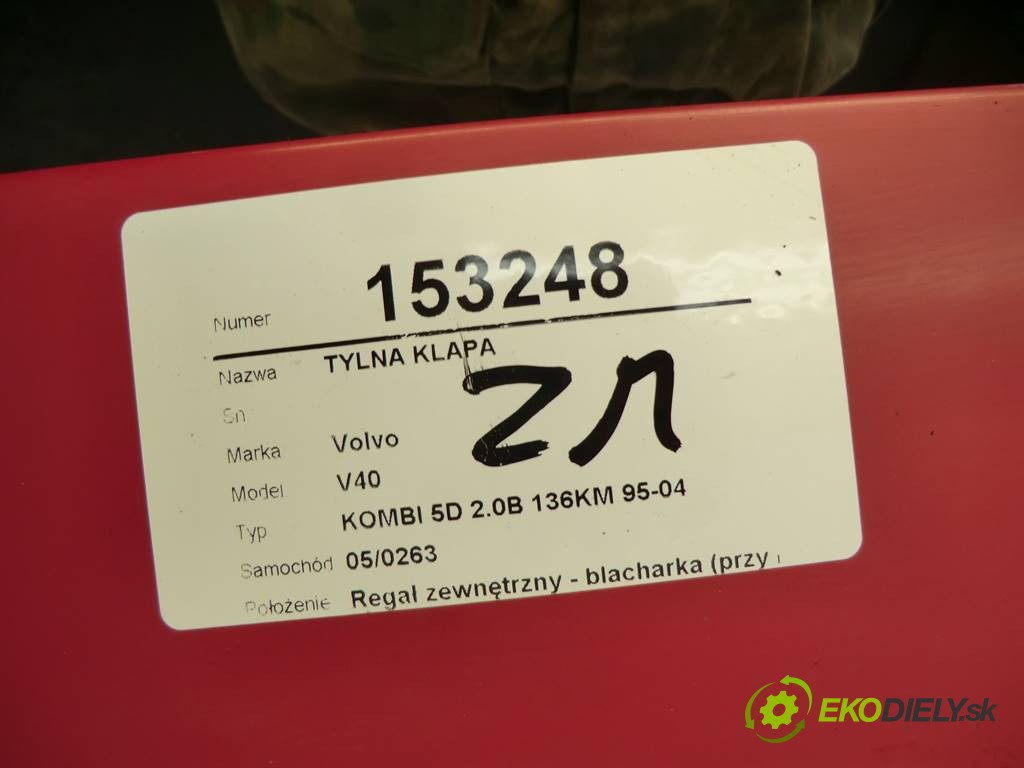 Numer 153248
Nazwa TYLNA KLAPA
Sn
Marka Volvo
Model V40
Typ KOMBI 5D 2.0B 136KM 95-04
Samochód 05/0263
Położenie Regał zewnętrzny - blacharka (przy
EKODIELY.sk